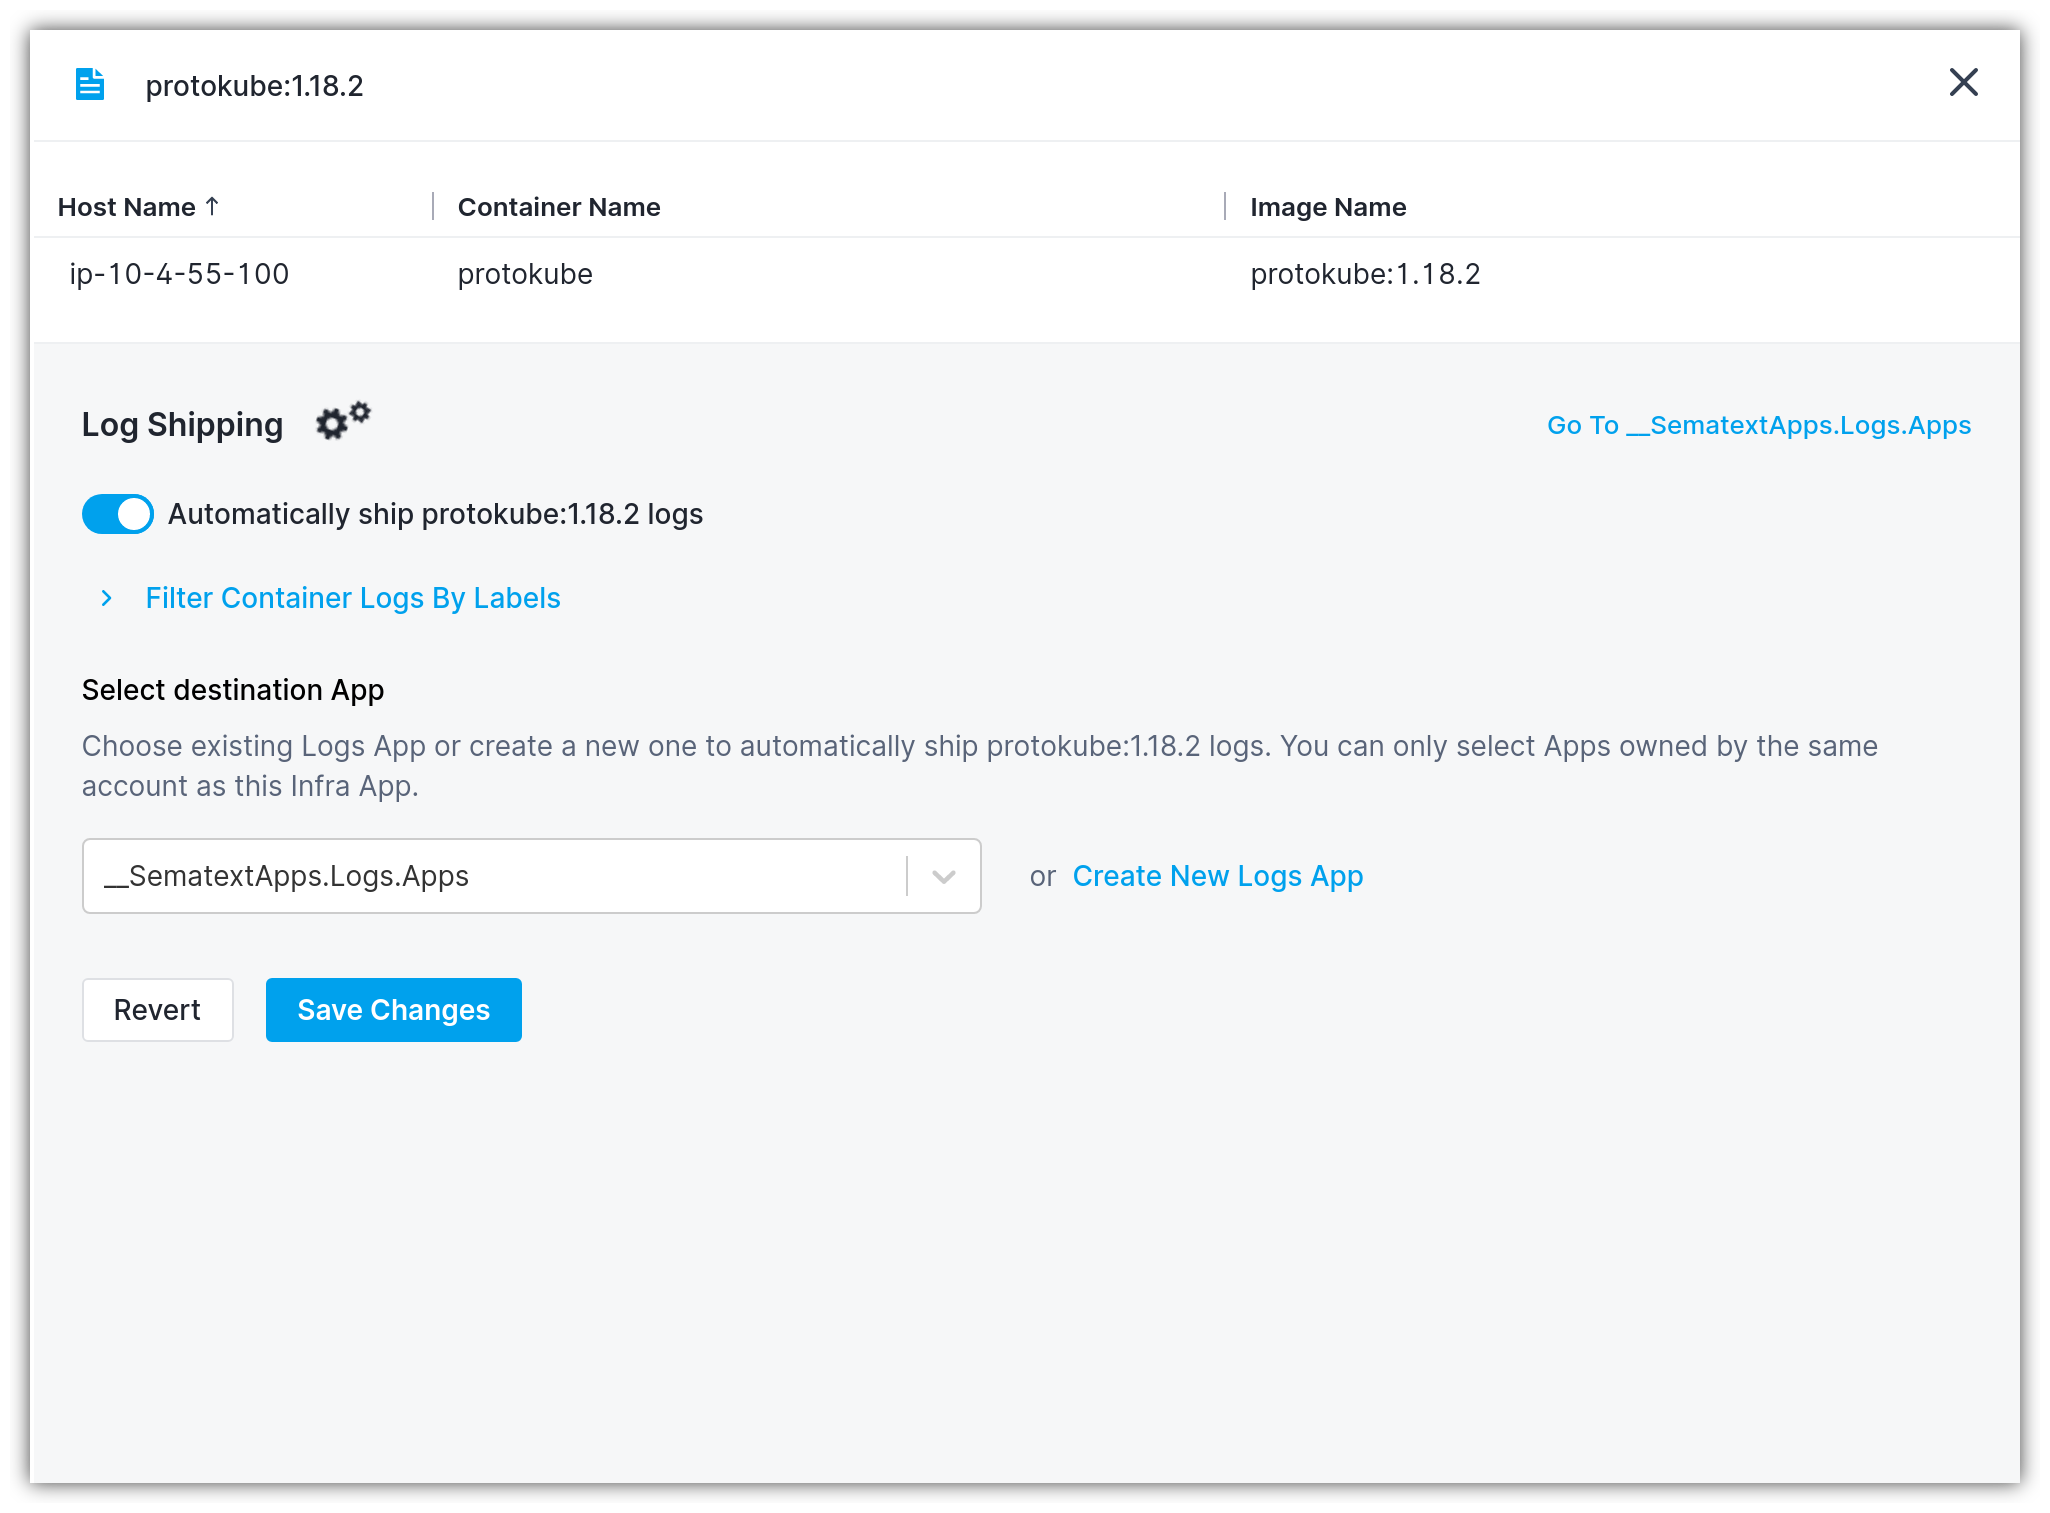 protokube:1.18.2
Host Name ↑ Container Name Image Name
ip-10-4-55-100 protokube protokube:1.18.2
Log Shipping Go To __SematextApps.Logs.Apps
Automatically ship protokube:1.18.2 logs
Filter Container Logs By Labels
Select destination App
Choose existing Logs App or create a new one to automatically ship protokube:1.18.2 logs. You can only select Apps owned by the same
account as this Infra App.
__SematextApps.Logs.Apps or Create New Logs App
Revert Save Changes